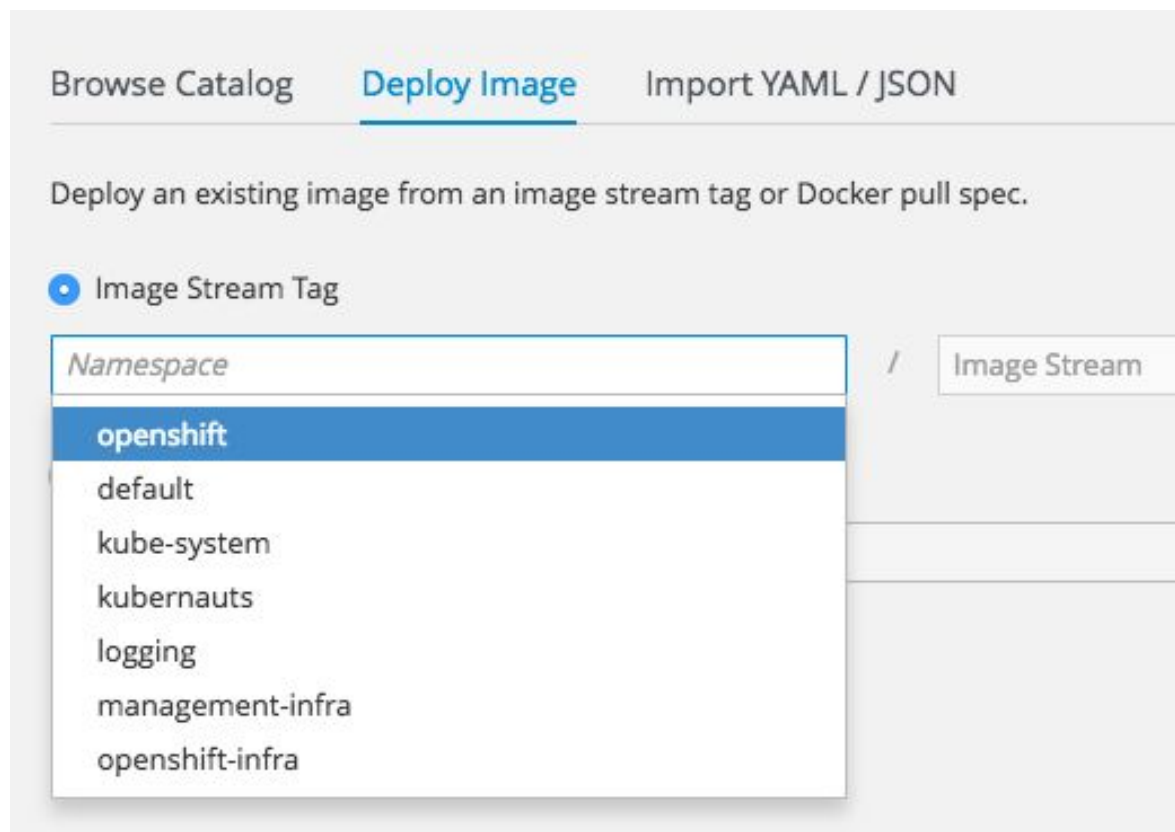 Browse Catalog Deploy Image Import YAML / JSON
Deploy an existing image from an image stream tag or Docker pull spec.
Image Stream Tag
Namespace / Image Stream
openshift
default
kube-system
kubernauts
logging
management-infra
openshift-infra